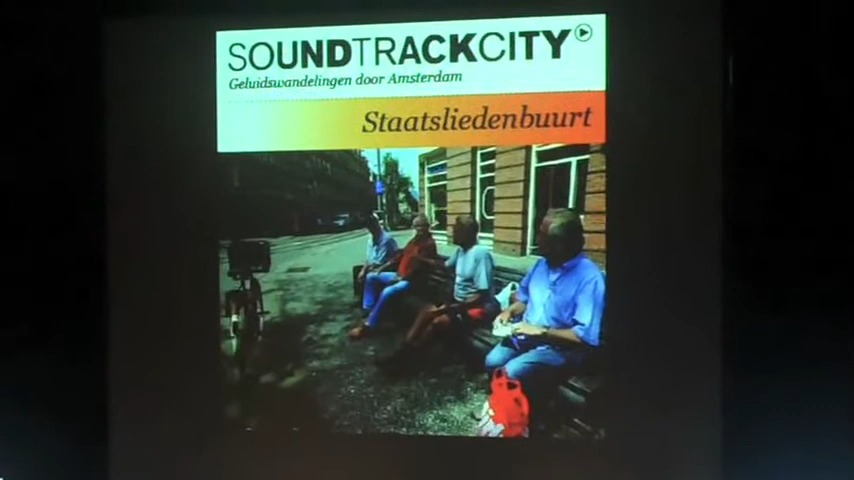 SOUNDTRACKCITY
Geluidswandelingen door Amsterdam
Staatsliedenbuurt